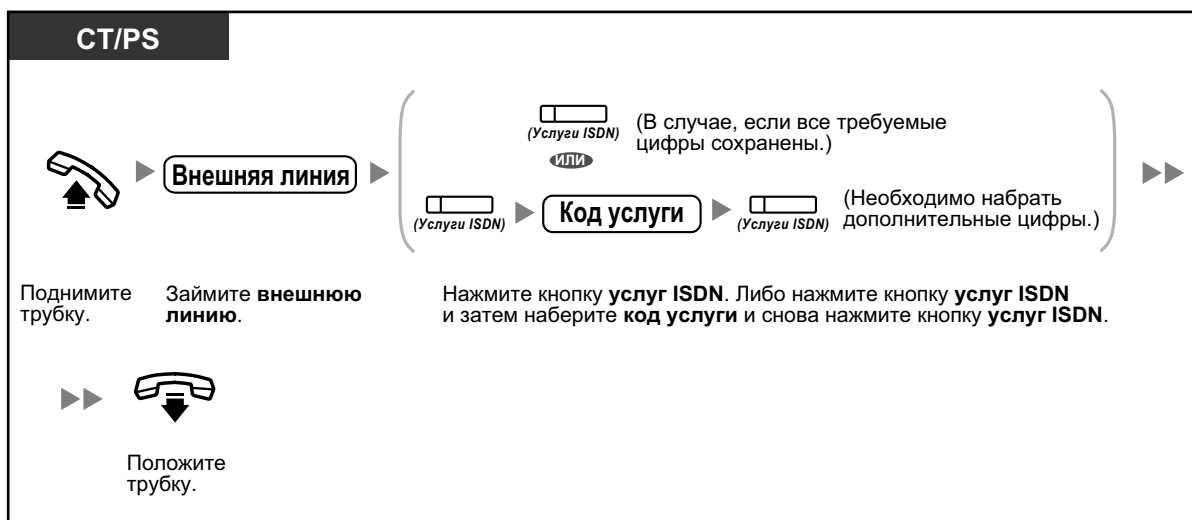 CT/PS
(Услуги ISDN)
(В случае, если все требуемые
цифры сохранены.)
ИЛИ
Внешняя линия
(Услуги ISDN)
Код услуги
(Услуги ISDN)
(Необходимо набрать
дополнительные цифры.)
Поднимите
трубку.
Займите внешнюю
линию.
Нажмите кнопку услуг ISDN. Либо нажмите кнопку услуг ISDN
и затем наберите код услуги и снова нажмите кнопку услуг ISDN.
Положите
трубку.